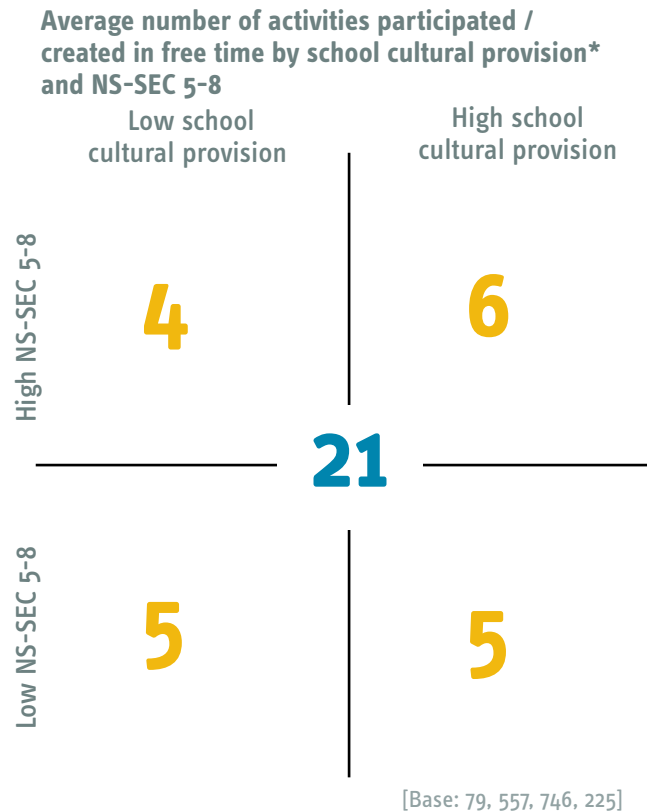 Average number of activities participated /
created in free time by school cultural provision*
and NS-SEC 5-8
Low school
cultural provision
High school
cultural provision
High NS-SEC 5-8
4
6
21
Low NS-SEC 5-8
5
5
[Base: 79, 557, 746, 225]